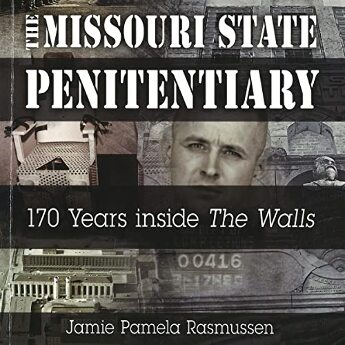 THE MISSOURI STATE
PENITENTIARY
170 Years inside The Walls
00416
Jamie Pamela Rasmussen